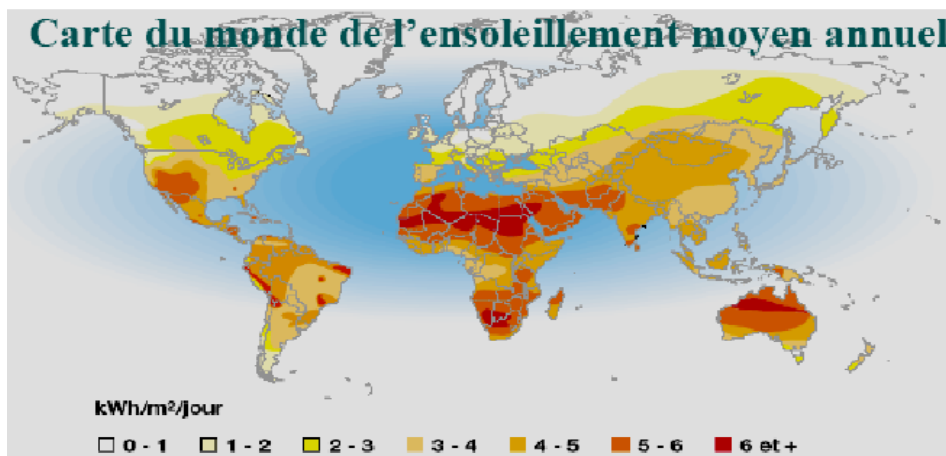 Carte du monde de l'ensoleillement moyen annuel
kWh/m²/jour
0 - 1 1 - 2 2 - 3 3 - 4 4 - 5 5 - 6 6 et +